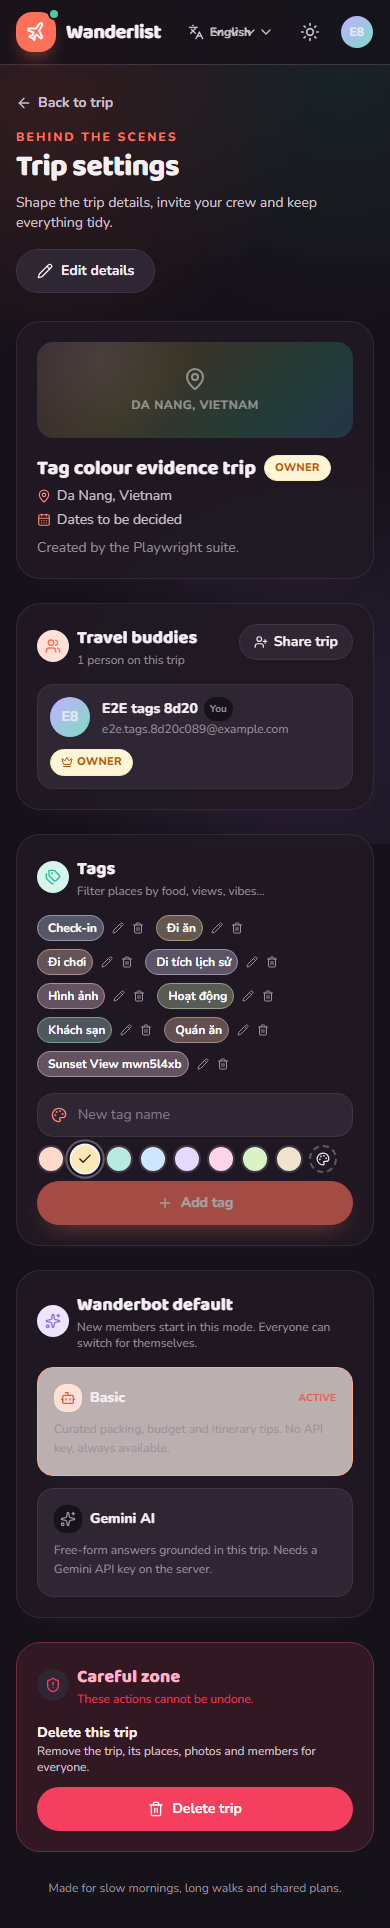 Wanderlist
English
E8
Back to trip
BEHIND THE SCENES
Trip settings
Shape the trip details, invite your crew and keep
everything tidy.
Edit details
DA NANG, VIETNAM
Tag colour evidence trip OWNER
Da Nang, Vietnam
Dates to be decided
Created by the Playwright suite.
Travel buddies
1 person on this trip
Share trip
E8
E2E tags 8d20 You
e2e.tags.8d20c089@example.com
OWNER
Tags
Filter places by food, views, vibes...
Check-in Đi ăn
Đi chơi Di tích lịch sử
Hình ảnh Hoạt động
Khách sạn Quán ăn
Sunset View mwn5l4xb
New tag name
Add tag
Wanderbot default
New members start in this mode. Everyone can
switch for themselves.
Basic ACTIVE
Curated packing, budget and itinerary tips. No API
key, always available.
Gemini AI
Free-form answers grounded in this trip. Needs a
Gemini API key on the server.
Careful zone
These actions cannot be undone.
Delete this trip
Remove the trip, its places, photos and members for
everyone.
Delete trip
Made for slow mornings, long walks and shared plans.